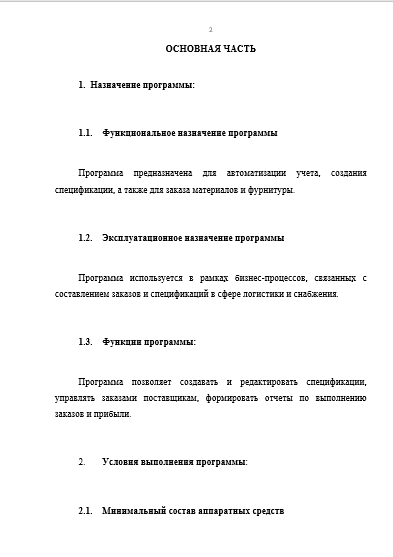 2
ОСНОВНАЯ ЧАСТЬ
1. Назначение программы:
1.1. Функциональное назначение программы
Программа предназначена для автоматизации учета, создания
спецификации, а также для заказа материалов и фурнитуры.
1.2. Эксплуатационное назначение программы
Программа используется в рамках бизнес-процессов, связанных с
составлением заказов и спецификаций в сфере логистики и снабжения.
1.3. Функции программы:
Программа позволяет создавать и редактировать спецификации,
управлять заказами поставщикам, формировать отчеты по выполнению
заказов и прибыли.
2. Условия выполнения программы:
2.1. Минимальный состав аппаратных средств